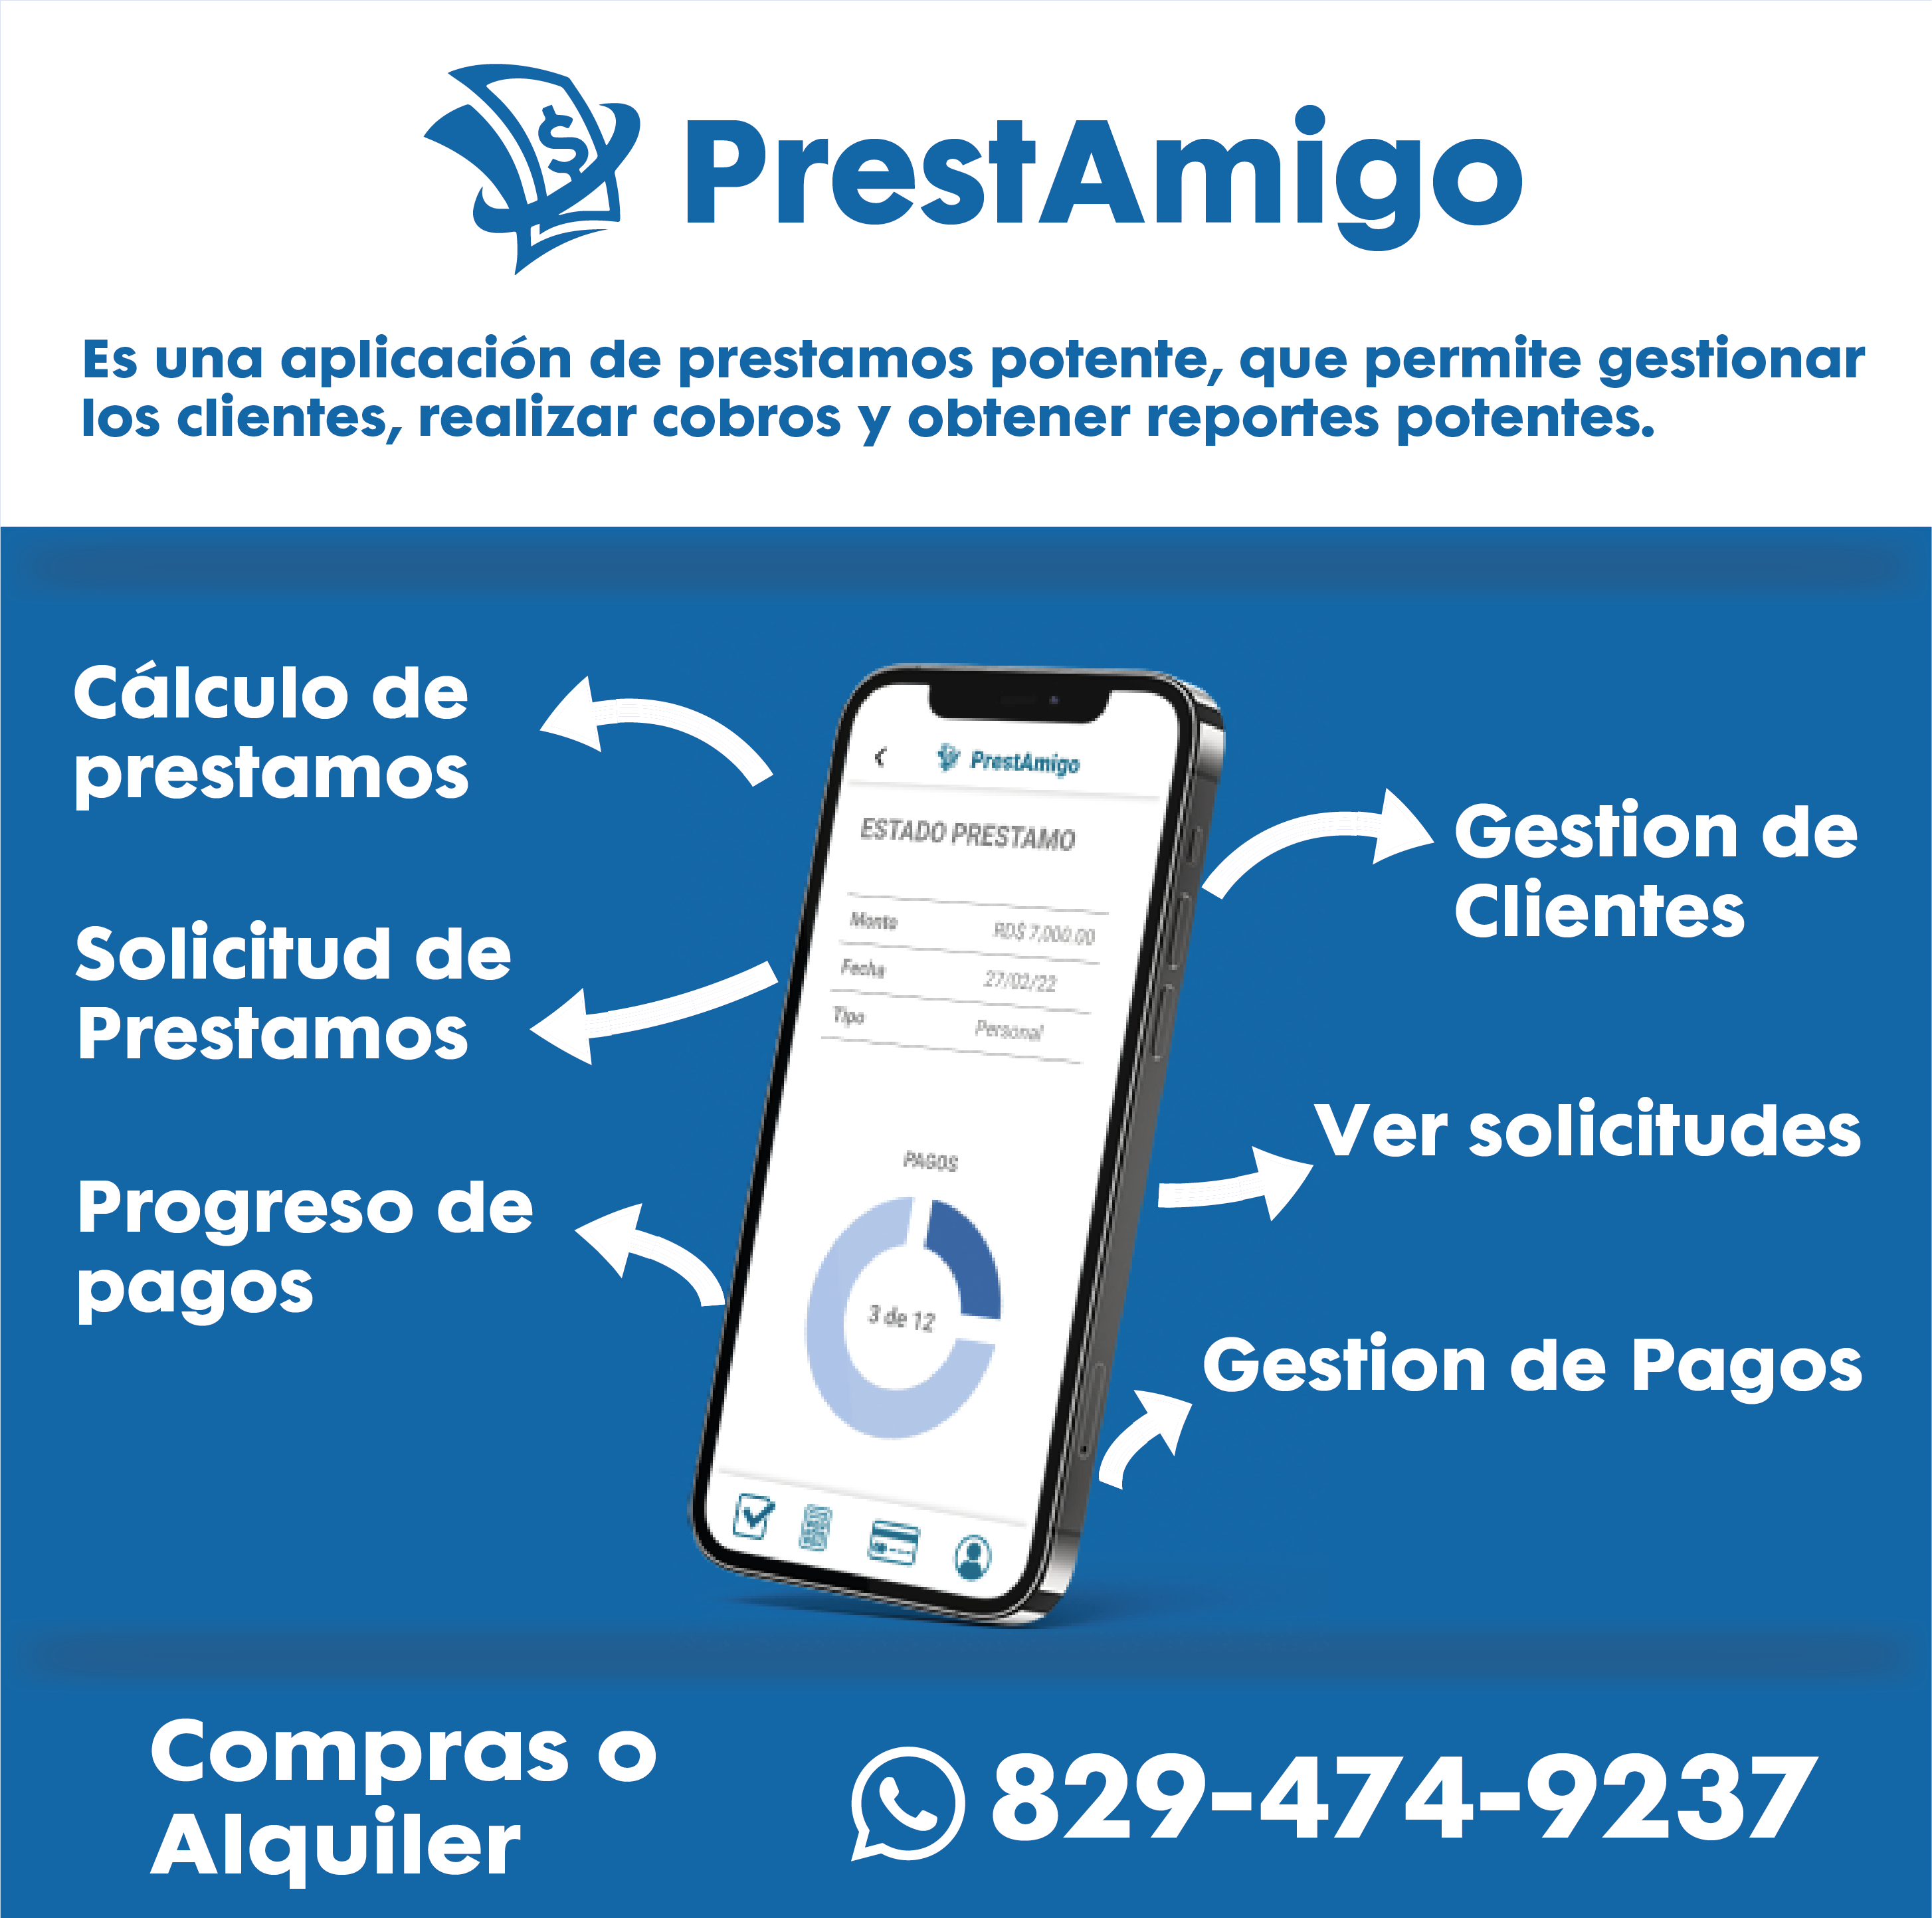 PrestAmigo
Es una aplicación de prestamos potente, que permite gestionar
los clientes, realizar cobros y obtener reportes potentes.
Cálculo de
prestamos
Solicitud de
Prestamos
Progreso de
pagos
PrestAmigo
ESTADO PRESTAMO
Monto RD$ 7,000.00
Fecha 27/02/22
Tipo Personal
PAGOS
3 de 12
Gestion de
Clientes
Ver solicitudes
Gestion de Pagos
Compras o
Alquiler
829-474-9237